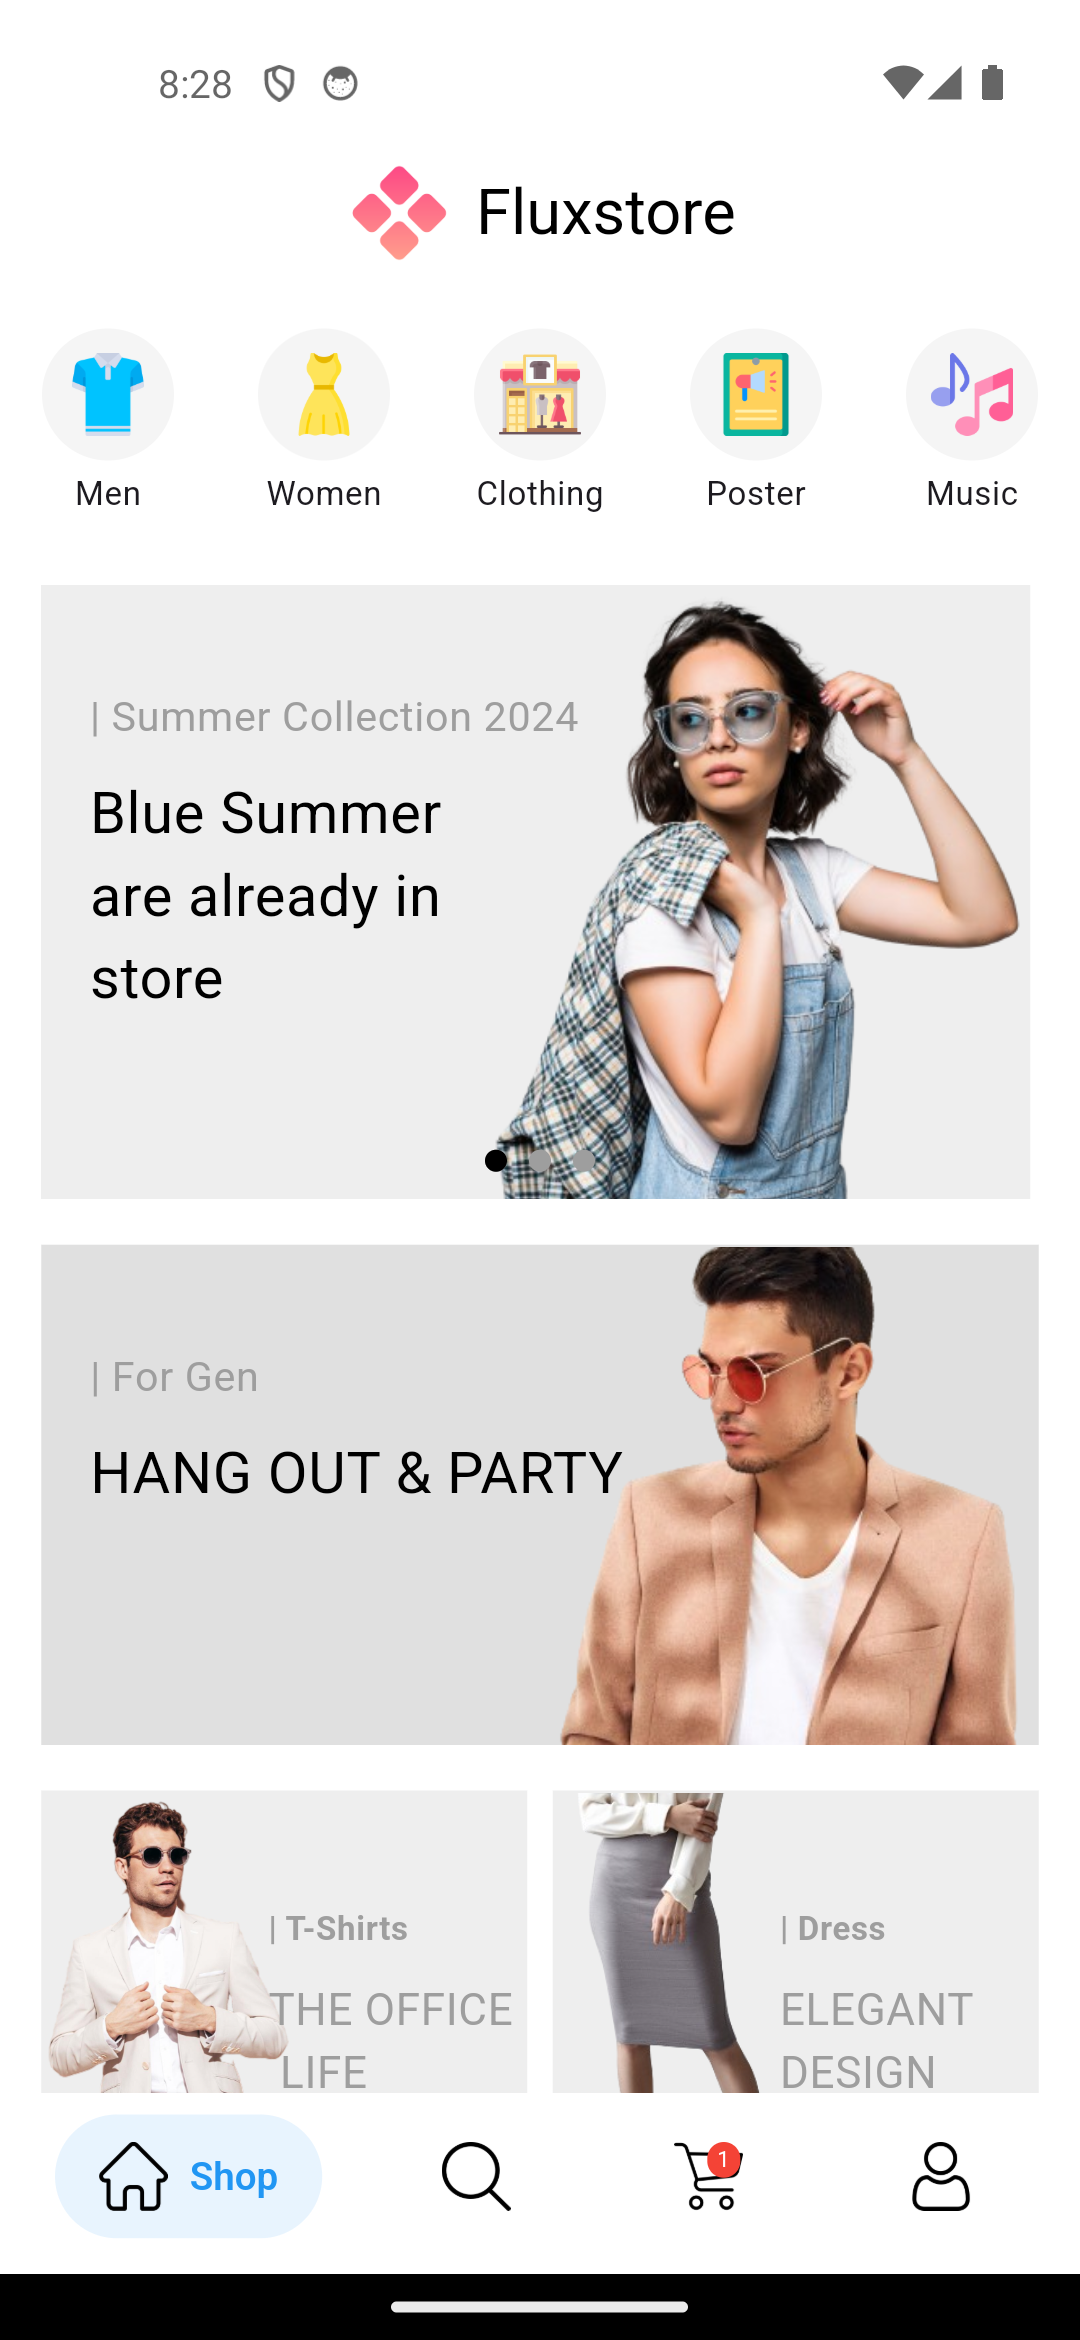 8:28
Fluxstore
Men
Women
Clothing
Poster
Music
| Summer Collection 2024
Blue Summer
are already in
store
| For Gen
HANG OUT & PARTY
| T-Shirts
THE OFFICE
LIFE
| Dress
ELEGANT
DESIGN
Shop
1